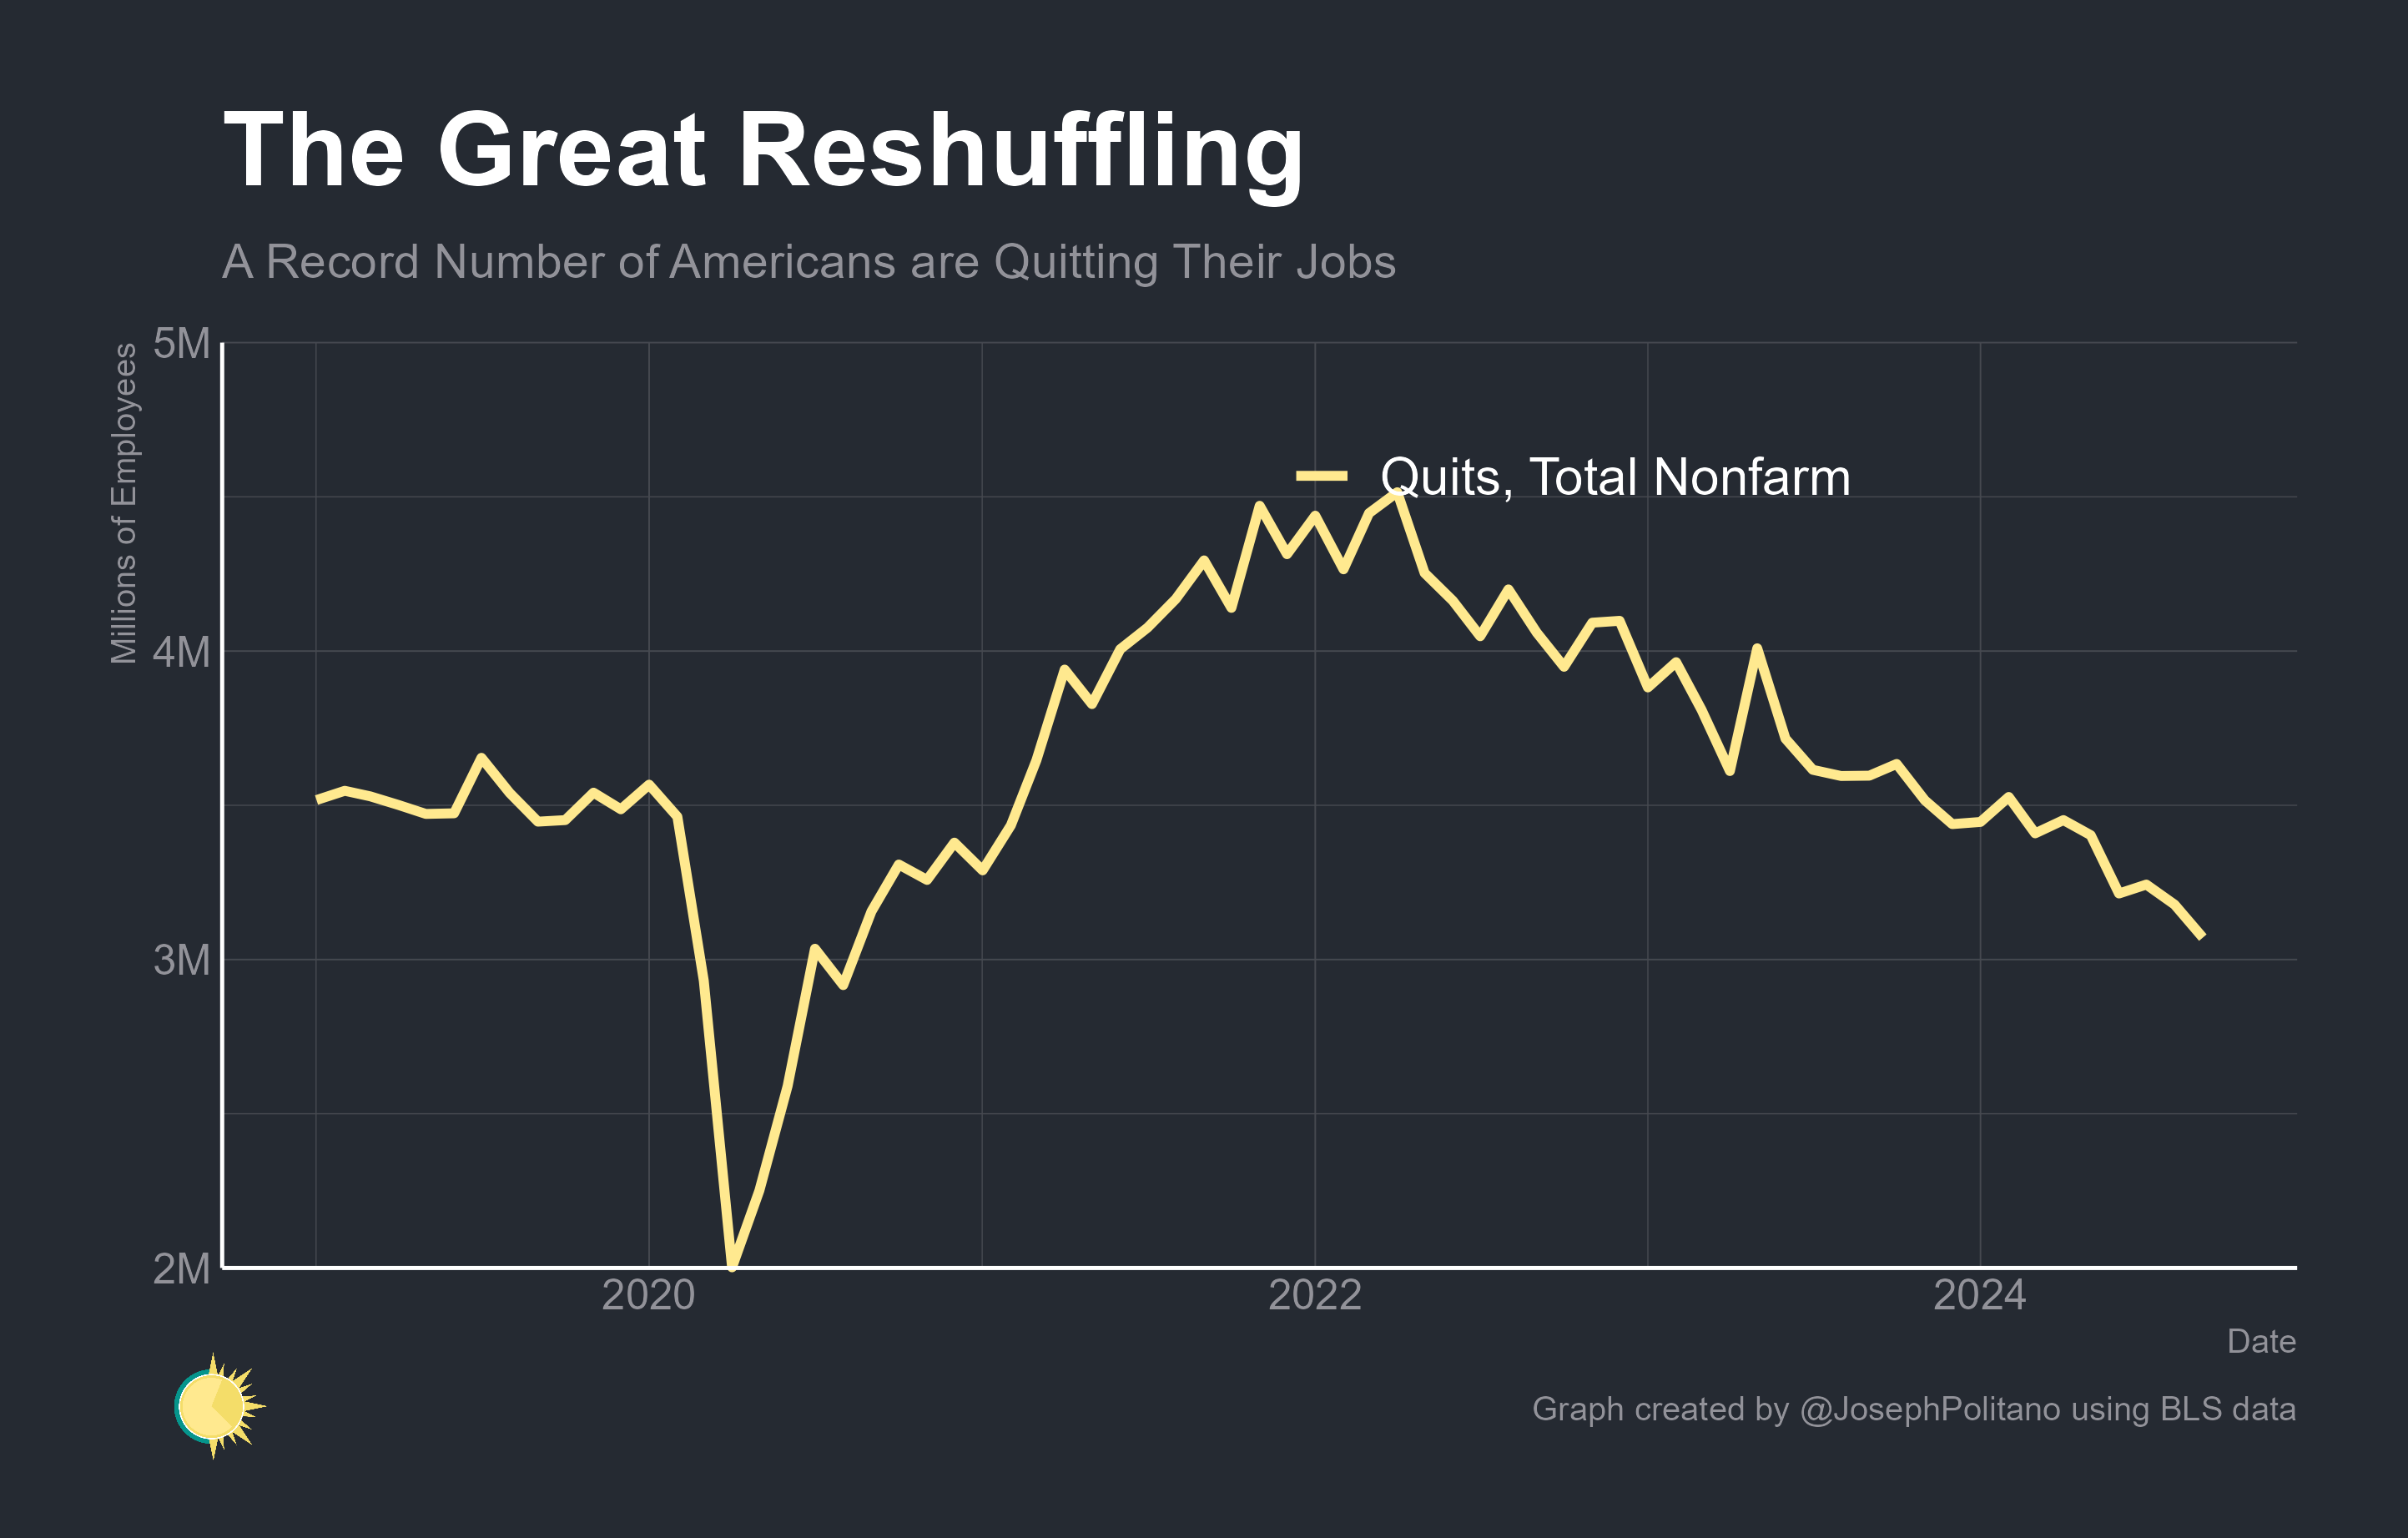 The Great Reshuffling
A Record Number of Americans are Quitting Their Jobs
Millions of Employees
5M
4M
3M
2M
Quits, Total Nonfarm
2020
2022
2024
Date
Graph created by @JosephPolitano using BLS data